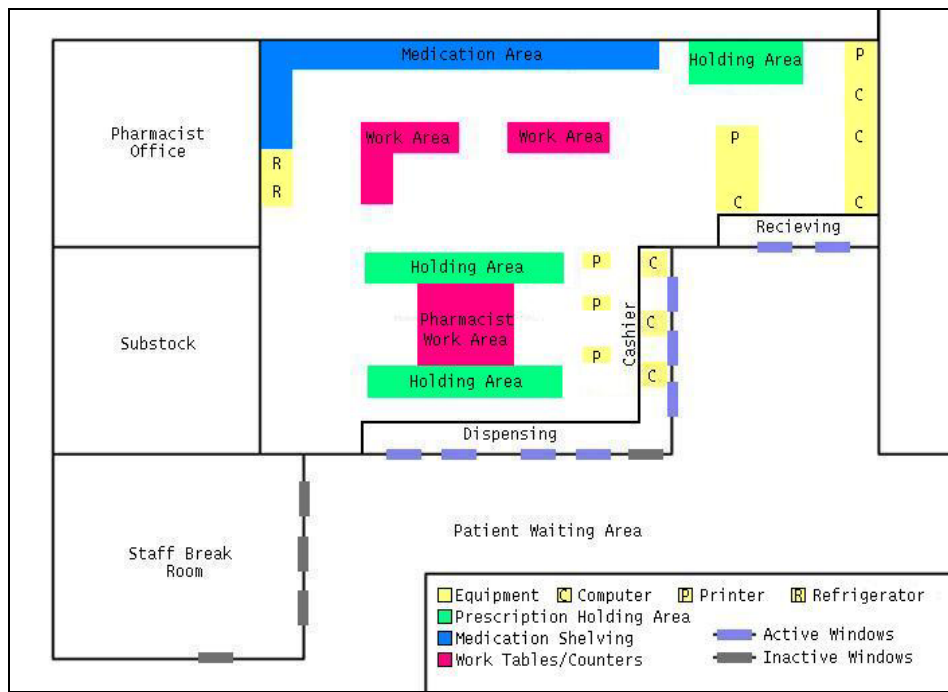 Medication Area
Holding Area
P
C
C
C
Pharmacist
Office
R
R
Work Area
Work Area
P
C
Recieving
Substock
Holding Area
Pharmacist
Work Area
Holding Area
P
P
P
Cashier
C
C
C
Dispensing
Patient Waiting Area
Staff Break
Room
Equipment
C Computer
P Printer
R Refrigerator
Prescription Holding Area
Medication Shelving
Work Tables/Counters
Active Windows
Inactive Windows